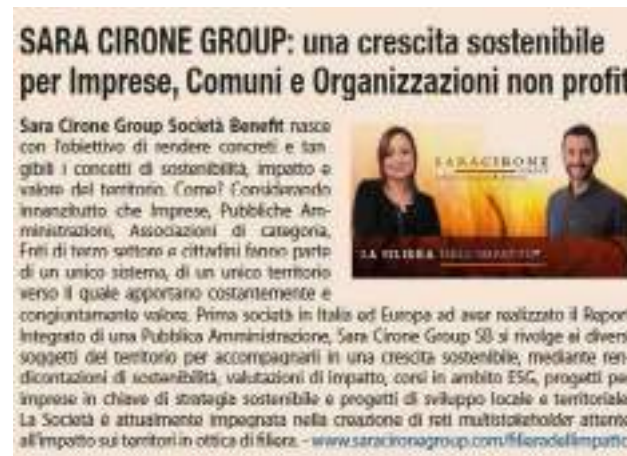 SARA CIRONE GROUP: una crescita sostenibile
per Imprese, Comuni e Organizzazioni non profit
Sara Cirone Group Società Benefit nasce
con l'obiettivo di rendere concreti e tan-
gibili i concetti di sostenibilità, impatto e
valore del territorio. Come? Considerando
innanzitutto che Imprese, Pubbliche Am-
ministrazioni, Associazioni di categoria,
Enti di terzo settore e cittadini fanno parte
di un unico sistema, di un unico territorio
verso il quale apportano costantemente e
SARACIRONE
GROUP
LA FILIERA DELL'IMPATTO
congiuntamente valore. Prima società in Italia ed Europa ad aver realizzato il Report
Integrato di una Pubblica Amministrazione, Sara Cirone Group SB si rivolge ai diversi
soggetti del territorio per accompagnarli in una crescita sostenibile, mediante ren-
dicontazioni di sostenibilità, valutazioni di impatto, corsi in ambito ESG, progetti per
imprese in chiave di strategia sostenibile e progetti di sviluppo locale e territoriale.
La Società è attualmente impegnata nella creazione di reti multistakeholder attente
all'impatto sui territori in ottica di filiera. - www.saracironegroup.com/filieradellimpatto